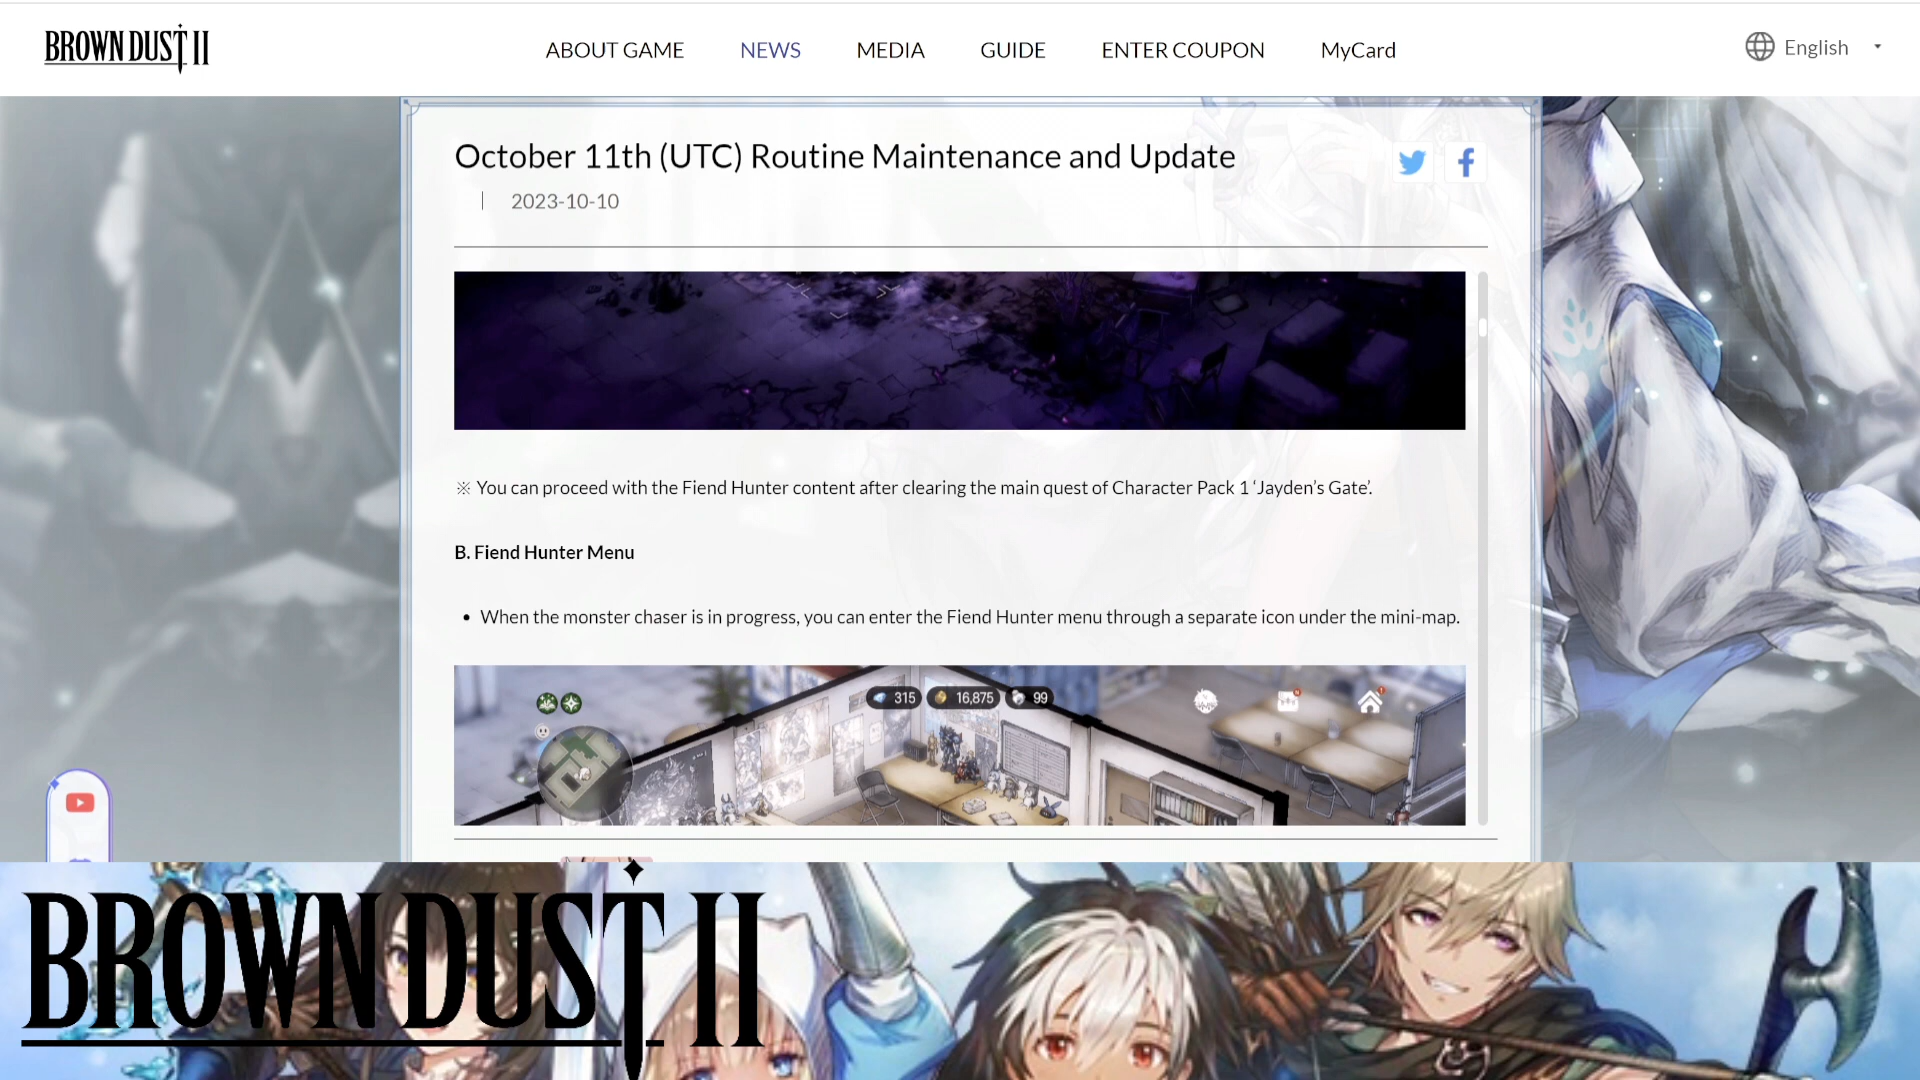 BROWN DUST II
ABOUT GAME NEWS MEDIA GUIDE ENTER COUPON MyCard
English
October 11th (UTC) Routine Maintenance and Update
2023-10-10
※ You can proceed with the Fiend Hunter content after clearing the main quest of Character Pack 1 ‘Jayden’s Gate’.
B. Fiend Hunter Menu
• When the monster chaser is in progress, you can enter the Fiend Hunter menu through a separate icon under the mini-map.
315 16,875 99
BROWN DUST II